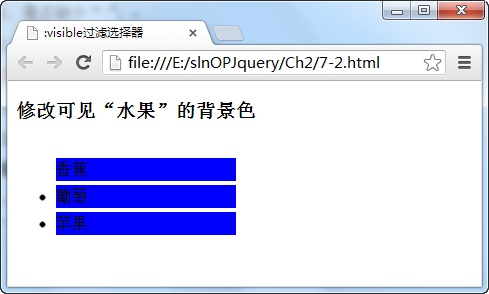 :visible过滤选择器
file:///E:/slnOPJquery/Ch2/7-2.html
修改可见“水果”的背景色
香蕉
葡萄
苹果